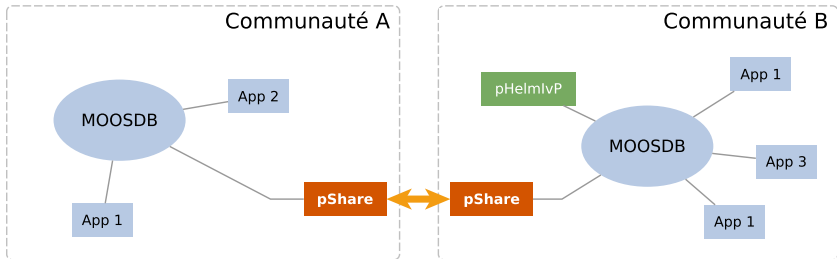 Communauté A
MOOSDB
App 2
App 1
pShare
Communauté B
pHelmIvP
MOOSDB
App 1
App 3
App 1
pShare